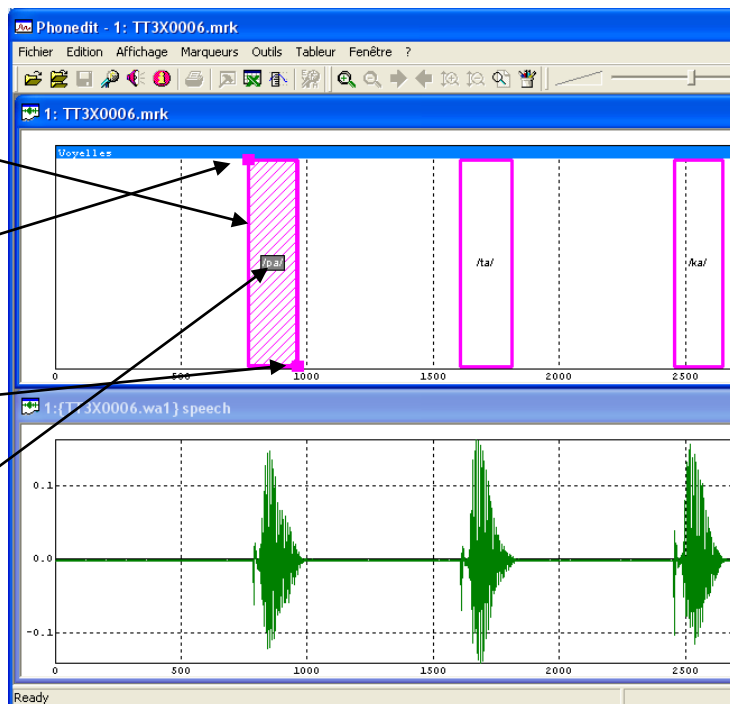 Phonedit - 1: TT3X0006.mrk
Fichier Edition Affichage Marqueurs Outils Tableur Fenêtre ?
1: TT3X0006.mrk
Voyelles
/pa/ /ta/ /ka/
0 500 1000 1500 2000 2500
1:{TT3X0006.wa1} speech
0.1
0.0
-0.1
0 500 1000 1500 2000 2500
Ready